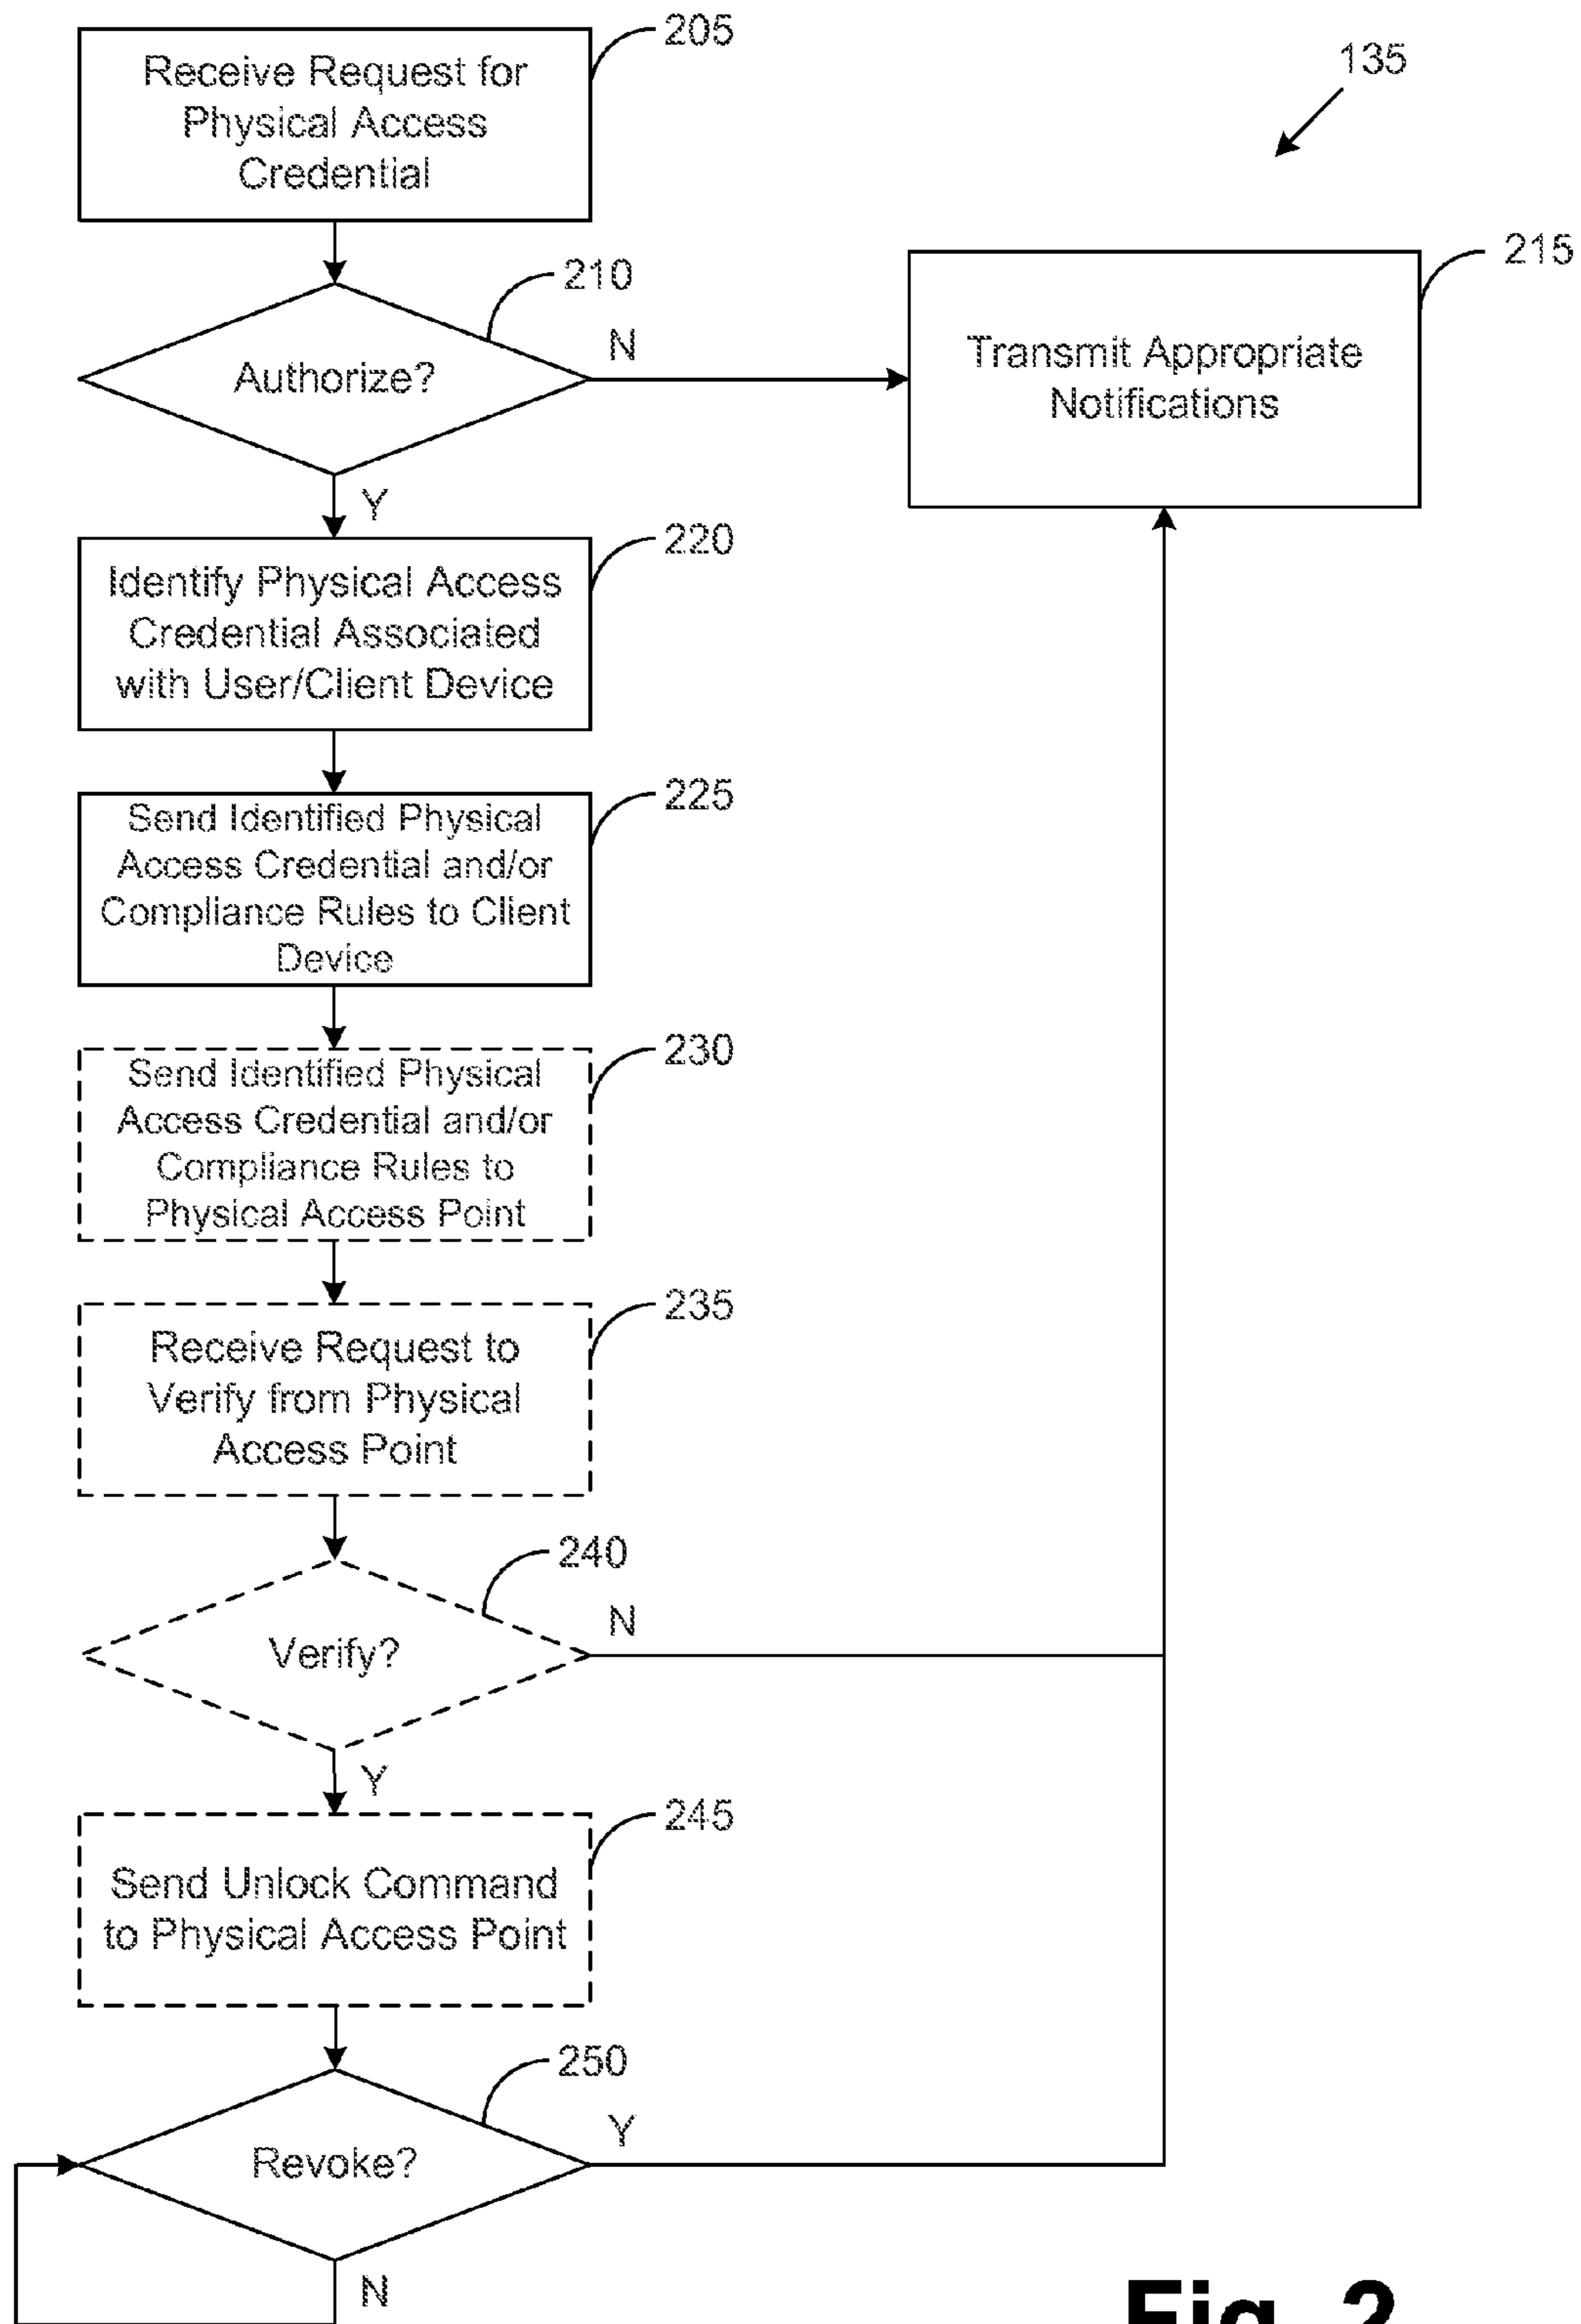 205
Receive Request for
Physical Access
Credential
135
210
Authorize?
N
215
Transmit Appropriate
Notifications
Y
220
Identify Physical Access
Credential Associated
with User/Client Device
225
Send Identified Physical
Access Credential and/or
Compliance Rules to Client
Device
230
Send Identified Physical
Access Credential and/or
Compliance Rules to
Physical Access Point
235
Receive Request to
Verify from Physical
Access Point
240
Verify?
N
Y
245
Send Unlock Command
to Physical Access Point
250
Revoke?
Y
N
Fig. 2